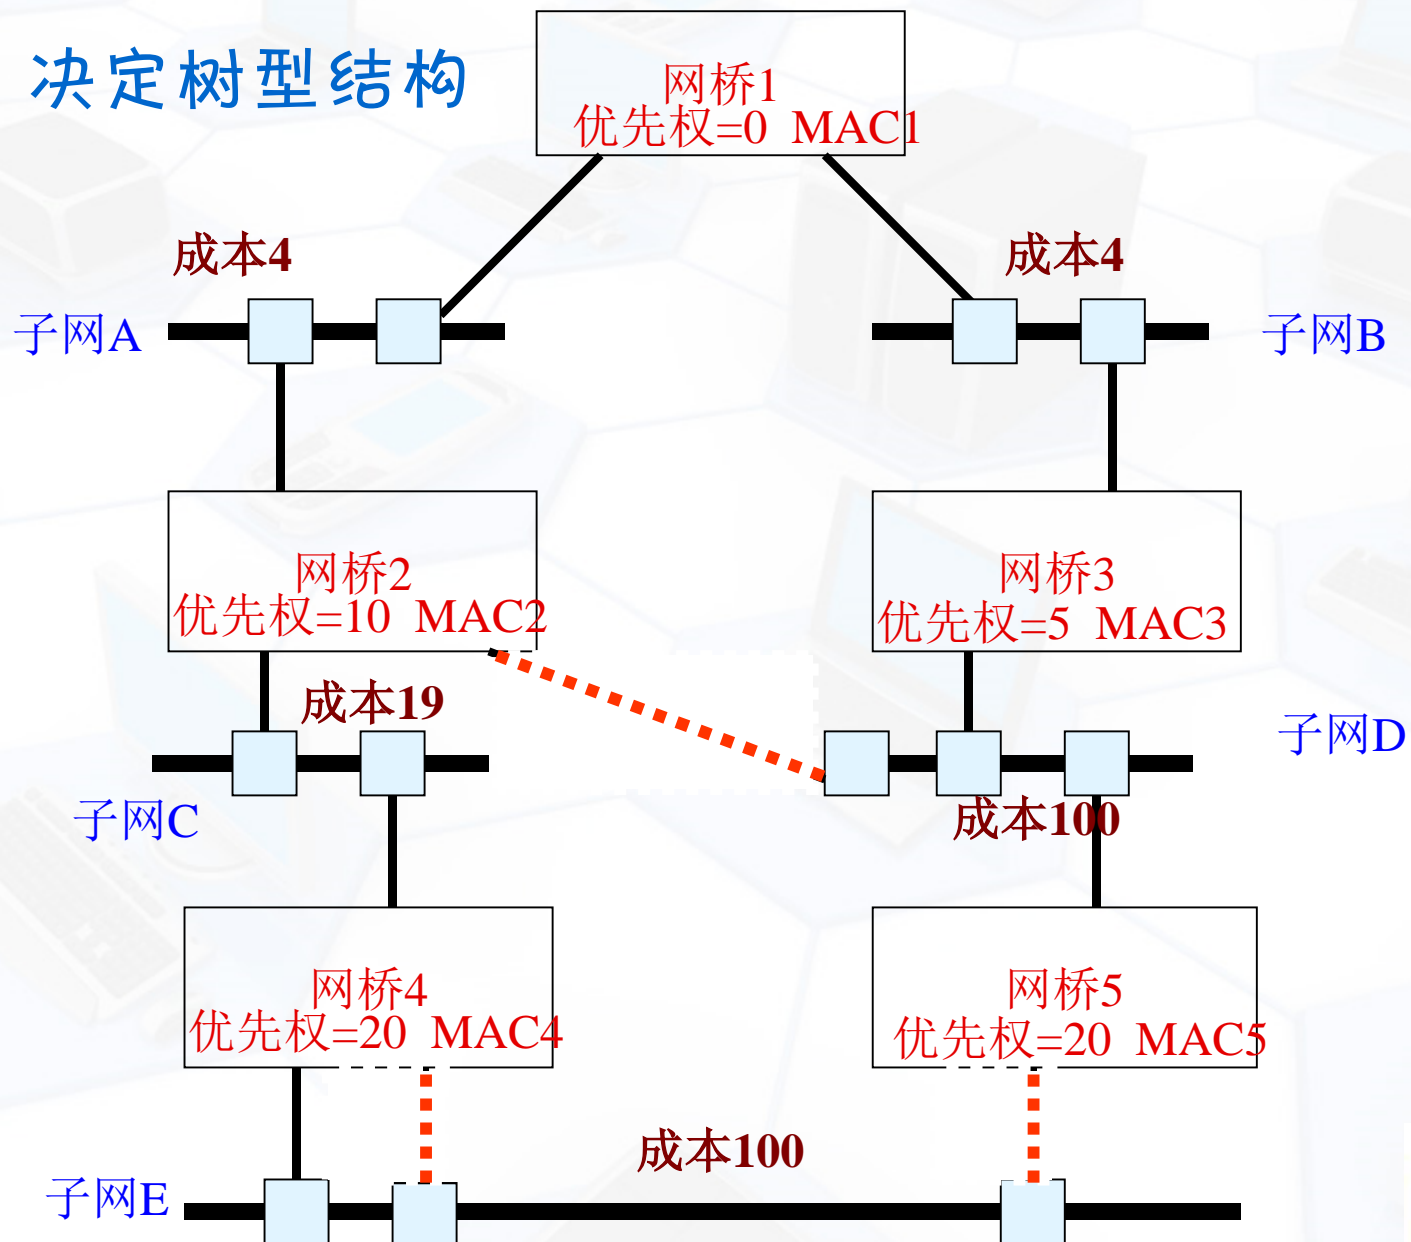 决定树型结构
网桥1
优先权=0 MAC1
成本4
成本4
子网A
子网B
网桥2
优先权=10 MAC2
网桥3
优先权=5 MAC3
成本19
子网D
子网C
成本100
网桥4
优先权=20 MAC4
网桥5
优先权=20 MAC5
成本100
子网E